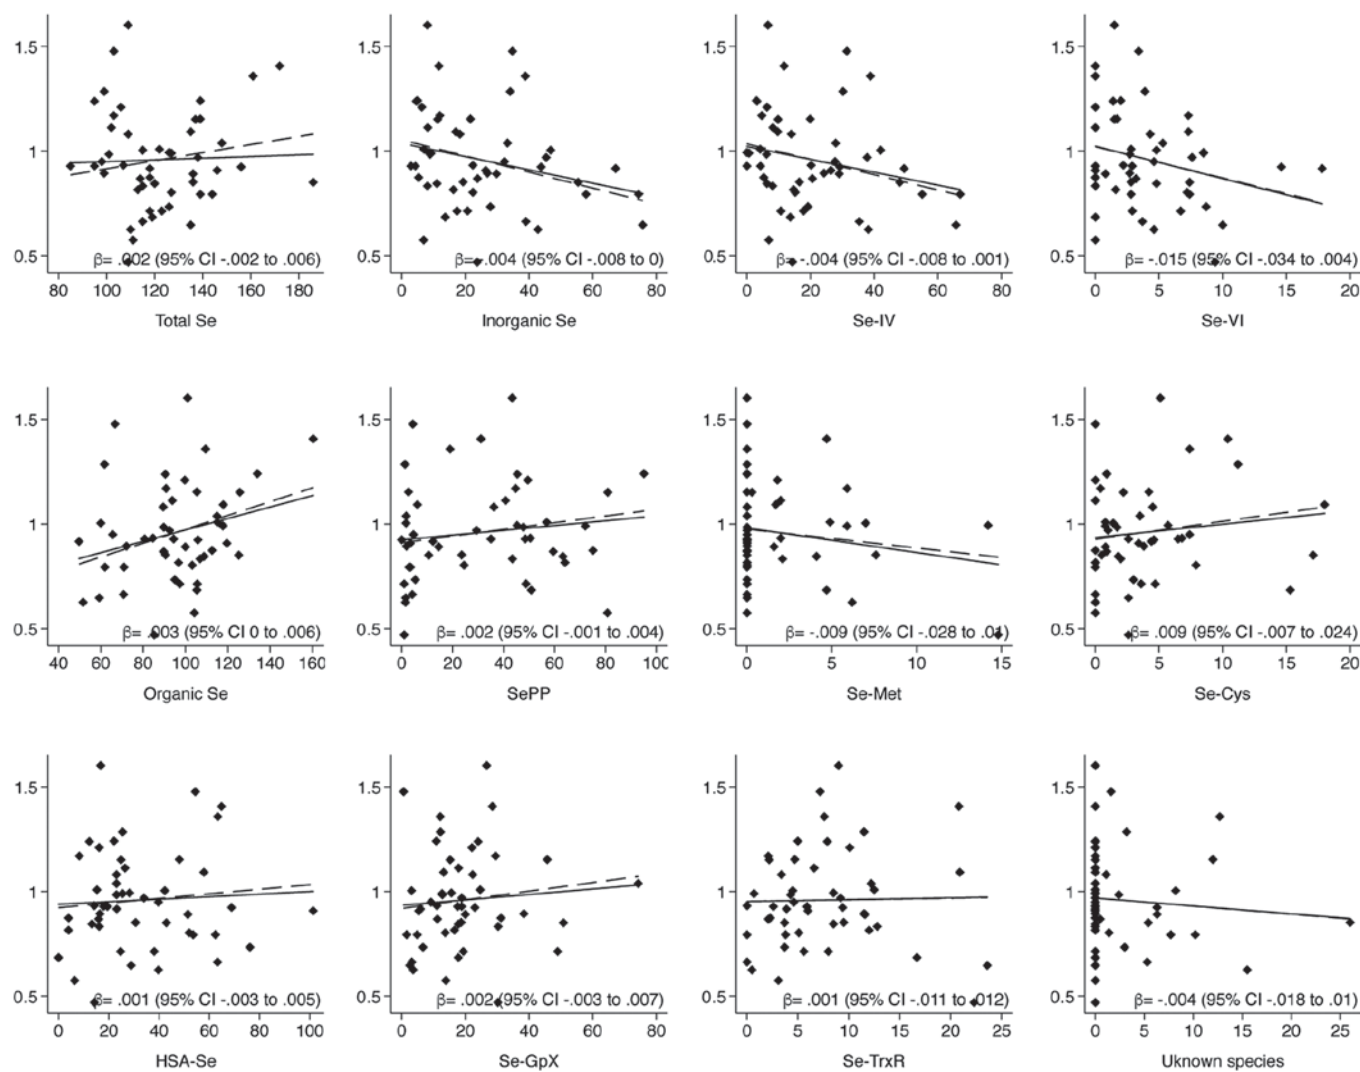 1.5
1
0.5
β= .002 (95% CI -.002 to .006)
80 100 120 140 160 180
Total Se
1.5
1
0.5
β= -.004 (95% CI -.008 to 0)
0 20 40 60 80
Inorganic Se
1.5
1
0.5
β= -.004 (95% CI -.008 to .001)
0 20 40 60 80
Se-IV
1.5
1
0.5
β= -.015 (95% CI -.034 to .004)
0 5 10 15 20
Se-VI
1.5
1
0.5
β= .003 (95% CI 0 to .006)
40 60 80 100 120 140 160
Organic Se
1.5
1
0.5
β= .002 (95% CI -.001 to .004)
0 20 40 60 80 100
SePP
1.5
1
0.5
β= -.009 (95% CI -.028 to .01)
0 5 10 15
Se-Met
1.5
1
0.5
β= .009 (95% CI -.007 to .024)
0 5 10 15 20
Se-Cys
1.5
1
0.5
β= .001 (95% CI -.003 to .005)
0 20 40 60 80 100
HSA-Se
1.5
1
0.5
β= .002 (95% CI -.003 to .007)
0 20 40 60 80
Se-GpX
1.5
1
0.5
β= .001 (95% CI -.011 to .012)
0 5 10 15 20 25
Se-TrxR
1.5
1
0.5
β= -.004 (95% CI -.018 to .01)
0 5 10 15 20 25
Uknown species